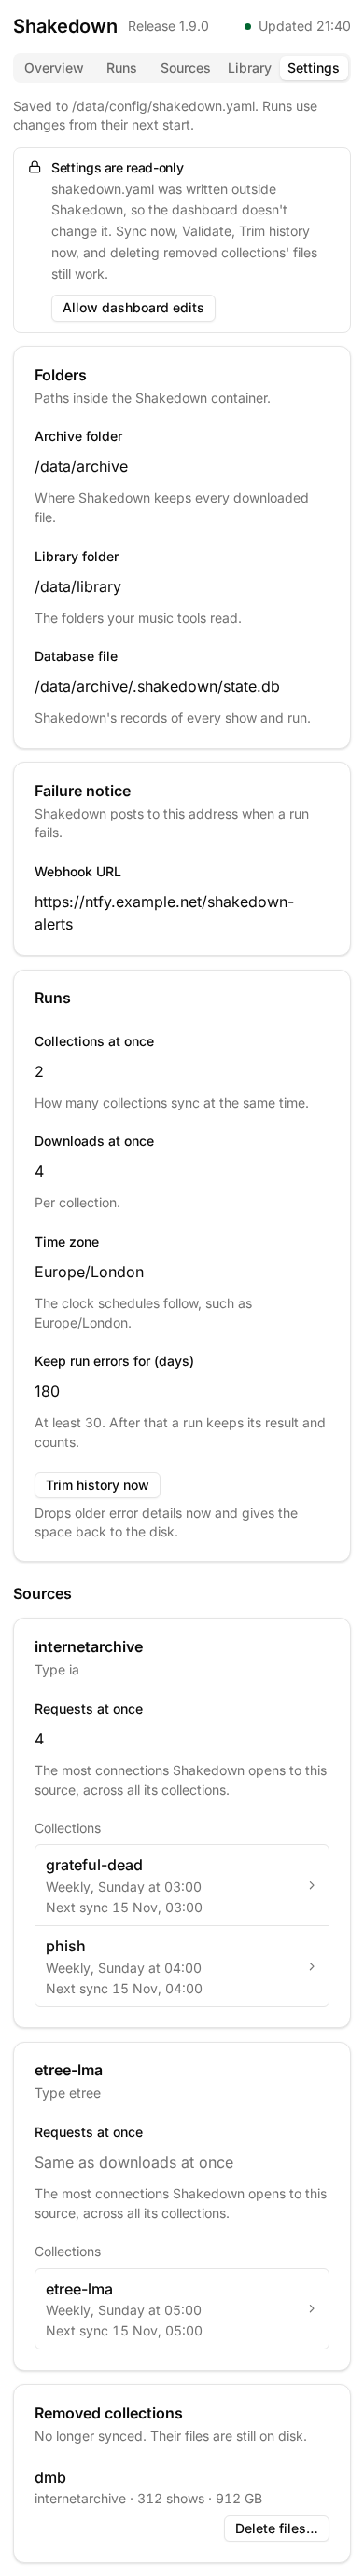 Shakedown Release 1.9.0 Updated 21:40
Overview Runs Sources Library Settings
Saved to /data/config/shakedown.yaml. Runs use
changes from their next start.
Settings are read-only
shakedown.yaml was written outside
Shakedown, so the dashboard doesn't
change it. Sync now, Validate, Trim history
now, and deleting removed collections' files
still work.
Allow dashboard edits
Folders
Paths inside the Shakedown container.
Archive folder
/data/archive
Where Shakedown keeps every downloaded
file.
Library folder
/data/library
The folders your music tools read.
Database file
/data/archive/.shakedown/state.db
Shakedown's records of every show and run.
Failure notice
Shakedown posts to this address when a run
fails.
Webhook URL
https://ntfy.example.net/shakedown-
alerts
Runs
Collections at once
2
How many collections sync at the same time.
Downloads at once
4
Per collection.
Time zone
Europe/London
The clock schedules follow, such as
Europe/London.
Keep run errors for (days)
180
At least 30. After that a run keeps its result and
counts.
Trim history now
Drops older error details now and gives the
space back to the disk.
Sources
internetarchive
Type ia
Requests at once
4
The most connections Shakedown opens to this
source, across all its collections.
Collections
grateful-dead
Weekly, Sunday at 03:00
Next sync 15 Nov, 03:00
phish
Weekly, Sunday at 04:00
Next sync 15 Nov, 04:00
etree-lma
Type etree
Requests at once
Same as downloads at once
The most connections Shakedown opens to this
source, across all its collections.
Collections
etree-lma
Weekly, Sunday at 05:00
Next sync 15 Nov, 05:00
Removed collections
No longer synced. Their files are still on disk.
dmb
internetarchive · 312 shows · 912 GB
Delete files...